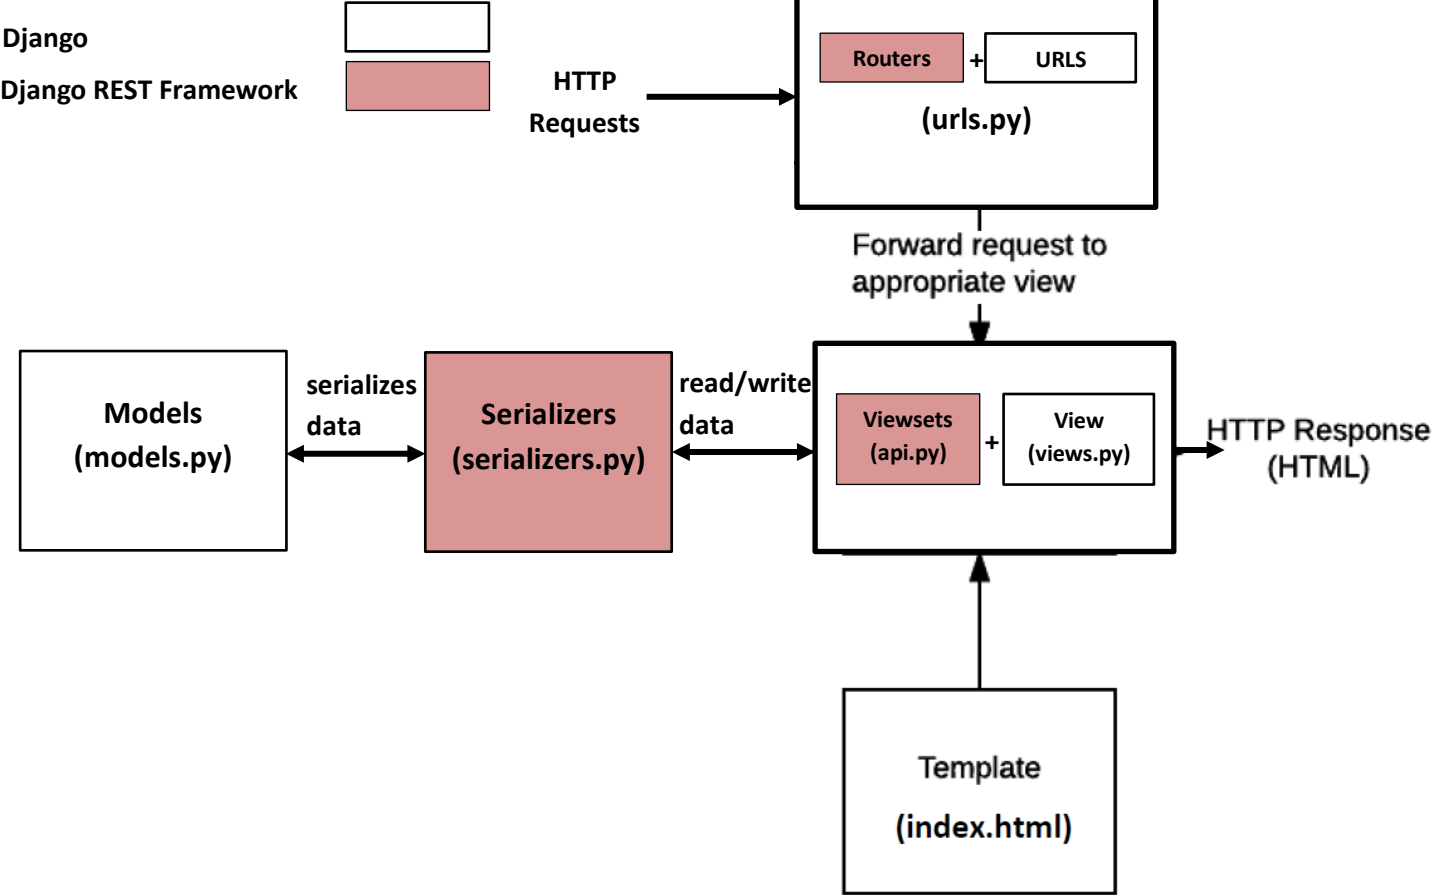 Django
Django REST Framework
HTTP
Requests
Routers
+
URLS
(urls.py)
Forward request to
appropriate view
Models
(models.py)
serializes
data
Serializers
(serializers.py)
read/write
data
Viewsets
(api.py)
+
View
(views.py)
HTTP Response
(HTML)
Template
(index.html)